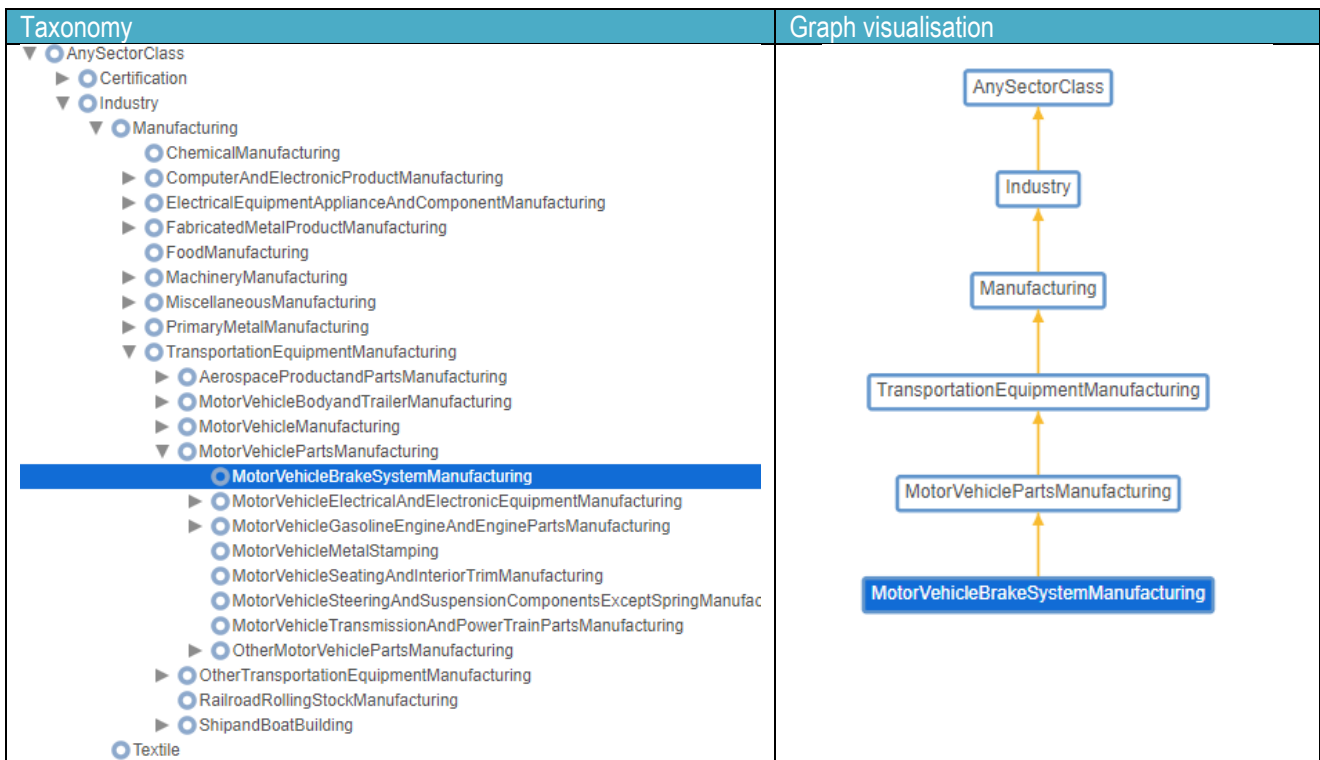 Taxonomy
AnySectorClass
Certification
Industry
Manufacturing
ChemicalManufacturing
ComputerAndElectronicProductManufacturing
ElectricalEquipmentApplianceAndComponentManufacturing
FabricatedMetalProductManufacturing
FoodManufacturing
MachineryManufacturing
MiscellaneousManufacturing
PrimaryMetalManufacturing
TransportationEquipmentManufacturing
AerospaceProductandPartsManufacturing
MotorVehicleBodyandTrailerManufacturing
MotorVehicleManufacturing
MotorVehiclePartsManufacturing
MotorVehicleBrakeSystemManufacturing
MotorVehicleElectricalAndElectronicEquipmentManufacturing
MotorVehicleGasolineEngineAndEnginePartsManufacturing
MotorVehicleMetalStamping
MotorVehicleSeatingAndInteriorTrimManufacturing
MotorVehicleSteeringAndSuspensionComponentsExceptSpringManufac
MotorVehicleTransmissionAndPowerTrainPartsManufacturing
OtherMotorVehiclePartsManufacturing
OtherTransportationEquipmentManufacturing
RailroadRollingStockManufacturing
ShipandBoatBuilding
Textile
Graph visualisation
AnySectorClass
Industry
Manufacturing
TransportationEquipmentManufacturing
MotorVehiclePartsManufacturing
MotorVehicleBrakeSystemManufacturing